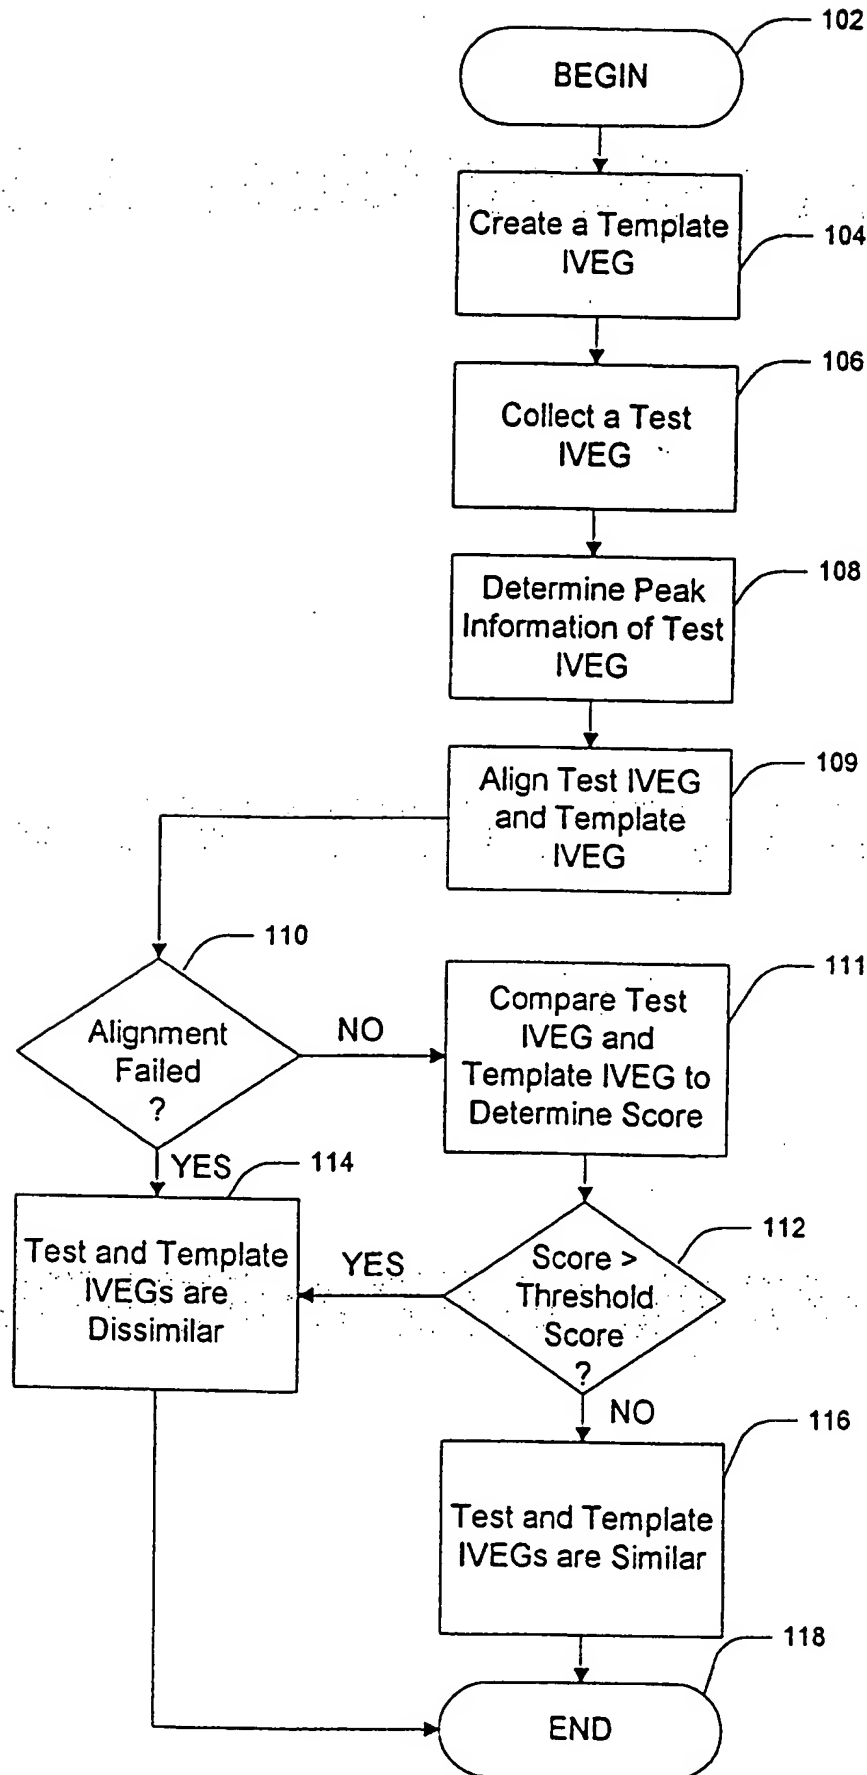 102
BEGIN
Create a Template
IVEG
104
106
Collect a Test
IVEG
108
Determine Peak
Information of Test
IVEG
109
Align Test IVEG
and Template
IVEG
110
Alignment
Failed
?
NO
111
Compare Test
IVEG and
Template IVEG to
Determine Score
YES
114
Test and Template
IVEGs are
Dissimilar
YES
112
Score >
Threshold
Score
?
NO
116
Test and Template
IVEGs are Similar
118
END